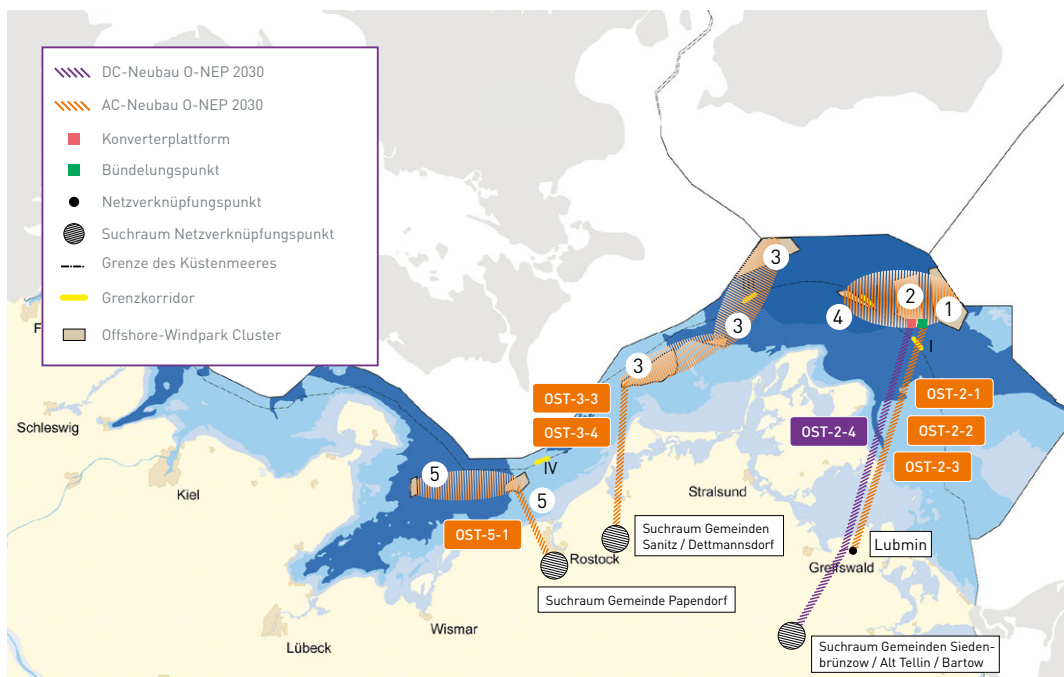 DC-Neubau O-NEP 2030
AC-Neubau O-NEP 2030
Konverterplattform
Bündelungspunkt
Netzverknüpfungspunkt
Suchraum Netzverknüpfungspunkt
Grenze des Küstenmeeres
Grenzkorridor
Offshore-Windpark Cluster
F
3
2
1
4
3
I
3
OST-3-3
OST-2-1
OST-3-4
OST-2-4
OST-2-2
Schleswig
OST-2-3
IV
5
Kiel
5
Stralsund
OST-5-1
Suchraum Gemeinden
Sanitz / Dettmannsdorf
Rostock
Lubmin
Greifswald
Suchraum Gemeinde Papendorf
Wismar
Lübeck
Suchraum Gemeinden Sieden-
brünzow / Alt Tellin / Bartow